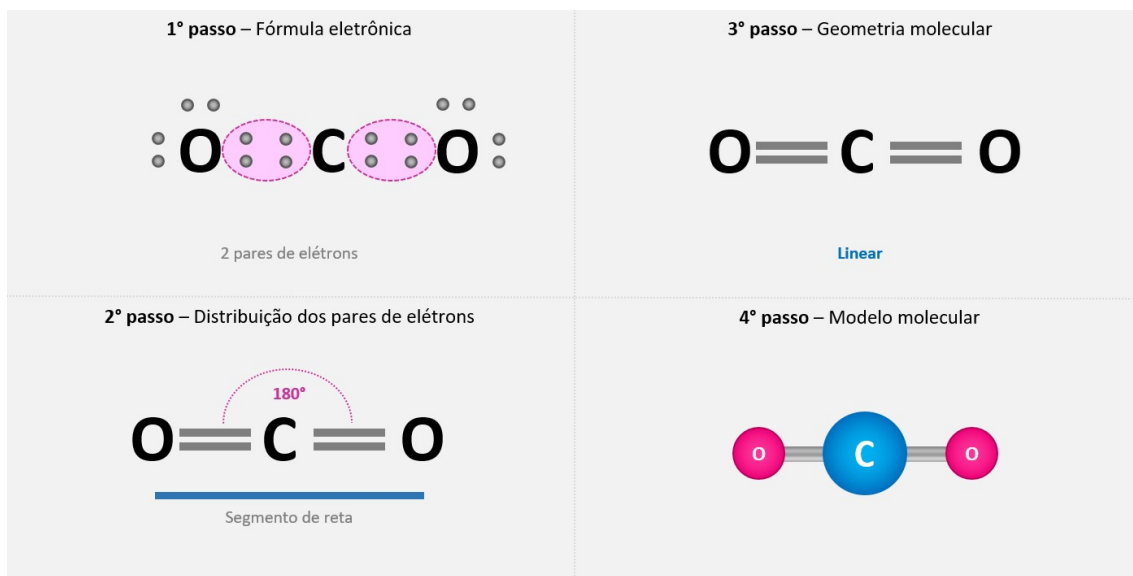 1° passo – Fórmula eletrônica
O C O
2 pares de elétrons
2° passo – Distribuição dos pares de elétrons
180°
O C O
Segmento de reta
3° passo – Geometria molecular
O C O
Linear
4° passo – Modelo molecular
O C O